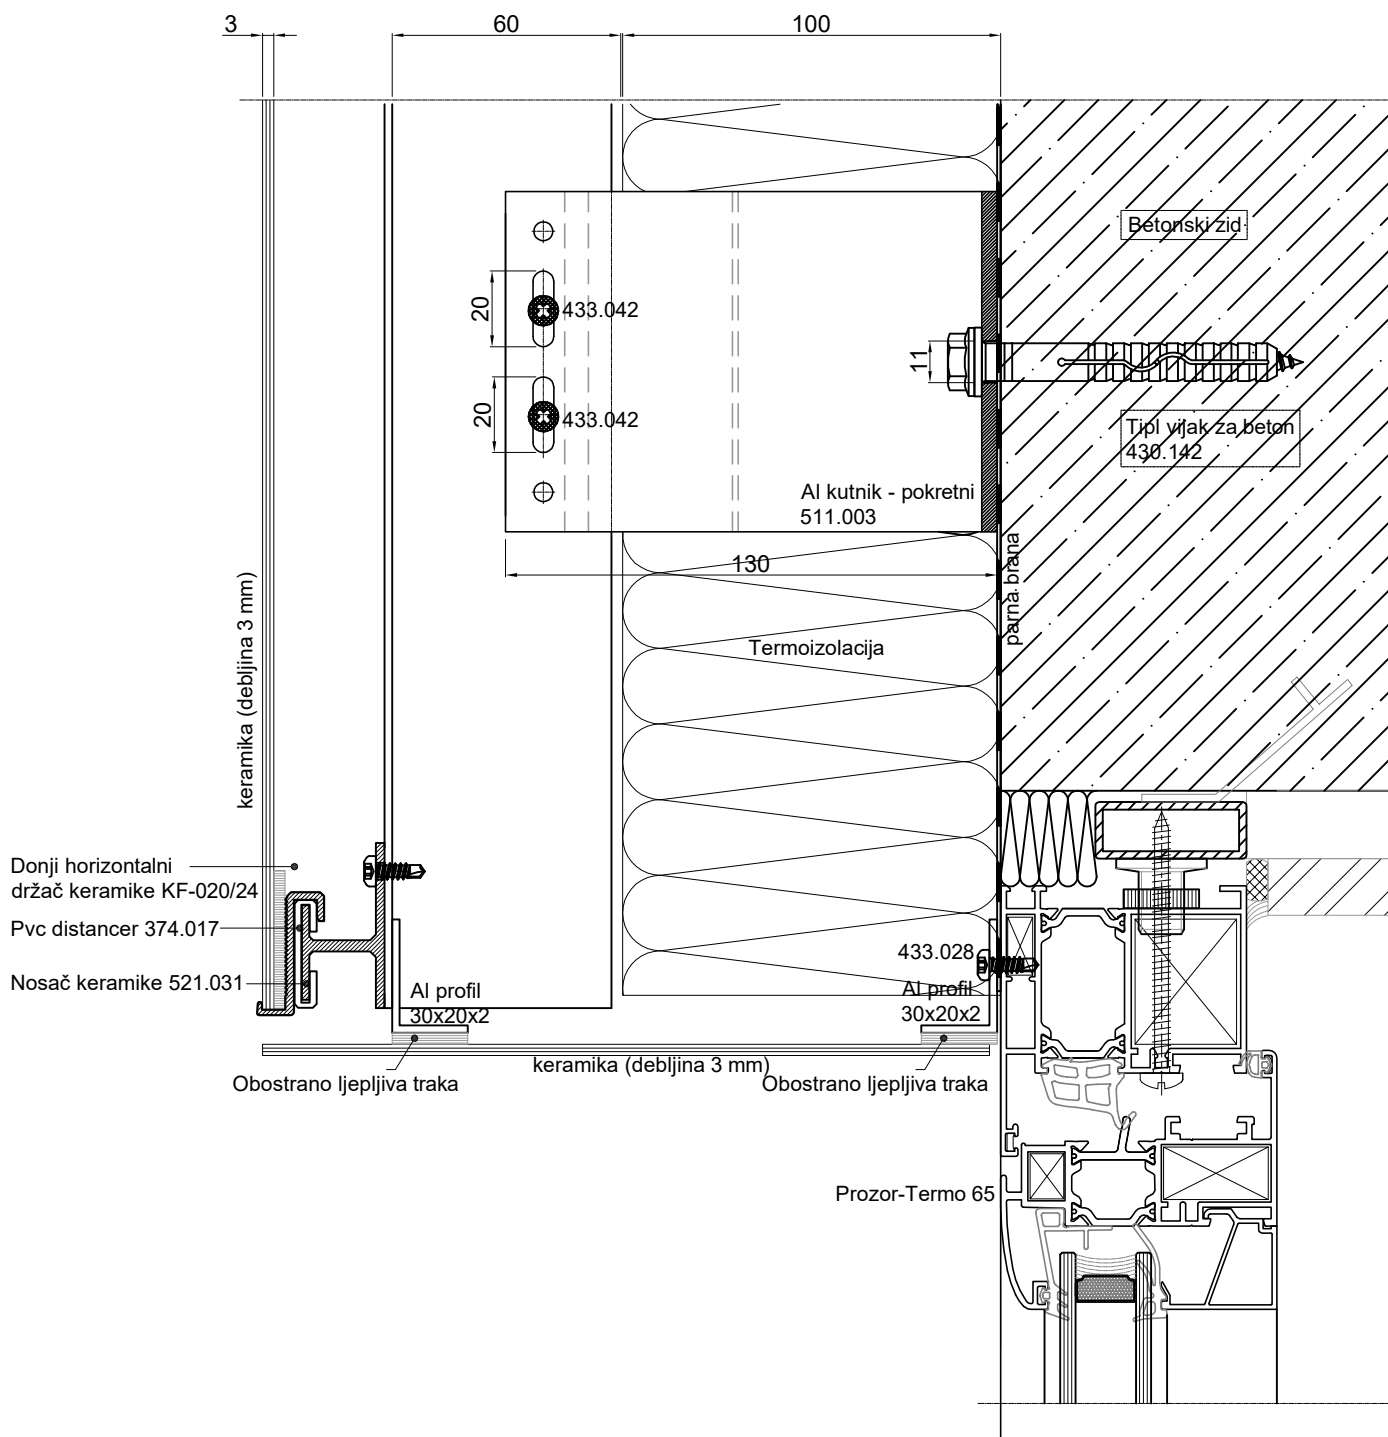 3
60
100
Betonski zid
20
433.042
11
20
433.042
Tipl vijak za beton
430.142
Al kutnik - pokretni
511.003
130
parna brana
keramika (debljina 3 mm)
Termoizolacija
Donji horizontalni
držač keramike KF-020/24
Pvc distancer 374.017
Nosač keramike 521.031
433.028
Al profil
30x20x2
Al profil
30x20x2
keramika (debljina 3 mm)
Obostrano ljepljiva traka
Obostrano ljepljiva traka
Prozor-Termo 65